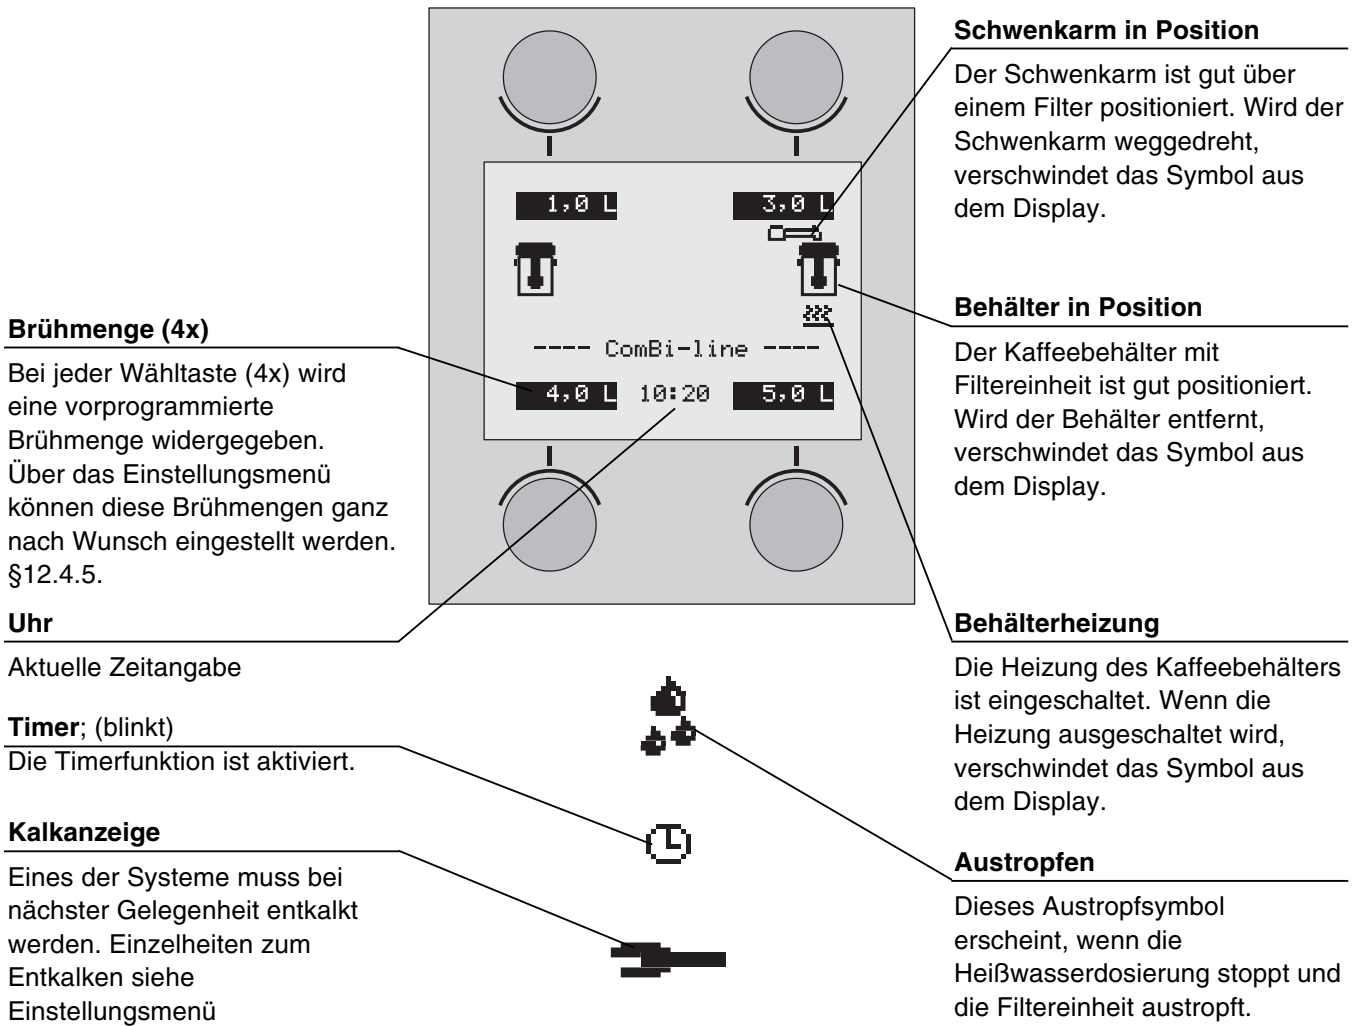 Schwenkarm in Position
Der Schwenkarm ist gut über
einem Filter positioniert. Wird der
Schwenkarm weggedreht,
verschwindet das Symbol aus
dem Display.
1,0 L
3,0 L
Behälter in Position
Der Kaffeebehälter mit
Filtereinheit ist gut positioniert.
Wird der Behälter entfernt,
verschwindet das Symbol aus
dem Display.
Brühmenge (4x)
Bei jeder Wähltaste (4x) wird
eine vorprogrammierte
Brühmenge widergegeben.
Über das Einstellungsmenü
können diese Brühmengen ganz
nach Wunsch eingestellt werden.
§12.4.5.
---- ComBi-line ----
4,0 L 10:20 5,0 L
Uhr
Aktuelle Zeitangabe
Behälterheizung
Die Heizung des Kaffeebehälters
ist eingeschaltet. Wenn die
Heizung ausgeschaltet wird,
verschwindet das Symbol aus
dem Display.
Timer; (blinkt)
Die Timerfunktion ist aktiviert.
Kalkanzeige
Eines der Systeme muss bei
nächster Gelegenheit entkalkt
werden. Einzelheiten zum
Entkalken siehe
Einstellungsmenü
Austropfen
Dieses Austropfsymbol
erscheint, wenn die
Heißwasserdosierung stoppt und
die Filtereinheit austropft.